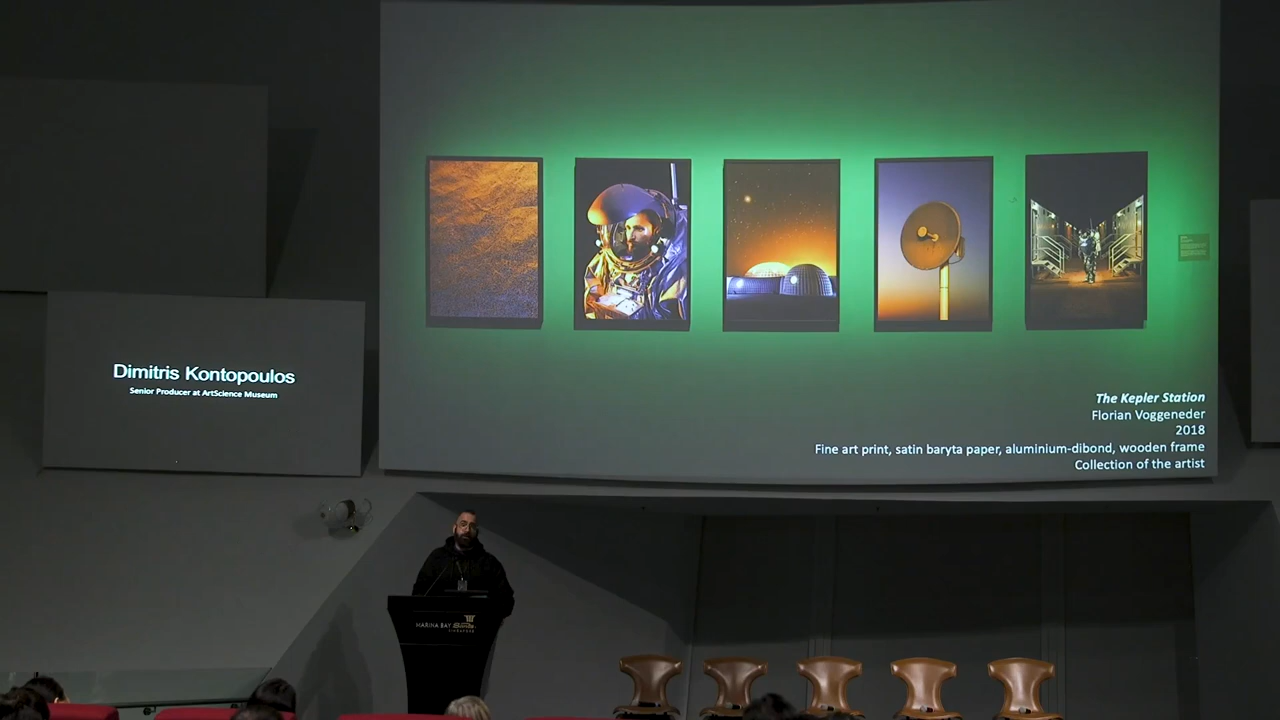 Dimitris Kontopoulos
Senior Producer at ArtScience Museum
The Kepler Station
Florian Voggeneder
2018
Fine art print, satin baryta paper, aluminium-dibond, wooden frame
Collection of the artist
MARINA BAY Sands
SINGAPORE